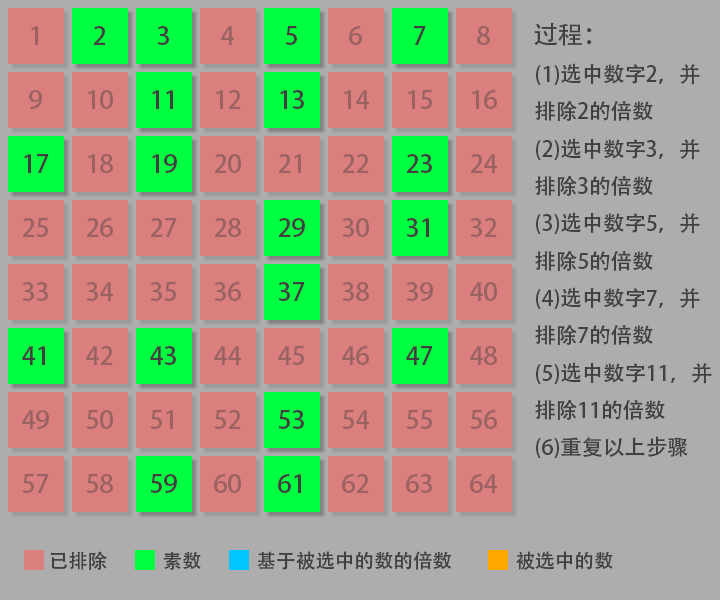 1 2 3 4 5 6 7 8
9 10 11 12 13 14 15 16
17 18 19 20 21 22 23 24
25 26 27 28 29 30 31 32
33 34 35 36 37 38 39 40
41 42 43 44 45 46 47 48
49 50 51 52 53 54 55 56
57 58 59 60 61 62 63 64
过程：
(1)选中数字2，并
排除2的倍数
(2)选中数字3，并
排除3的倍数
(3)选中数字5，并
排除5的倍数
(4)选中数字7，并
排除7的倍数
(5)选中数字11，并
排除11的倍数
(6)重复以上步骤
已排除 素数 基于被选中的数的倍数 被选中的数